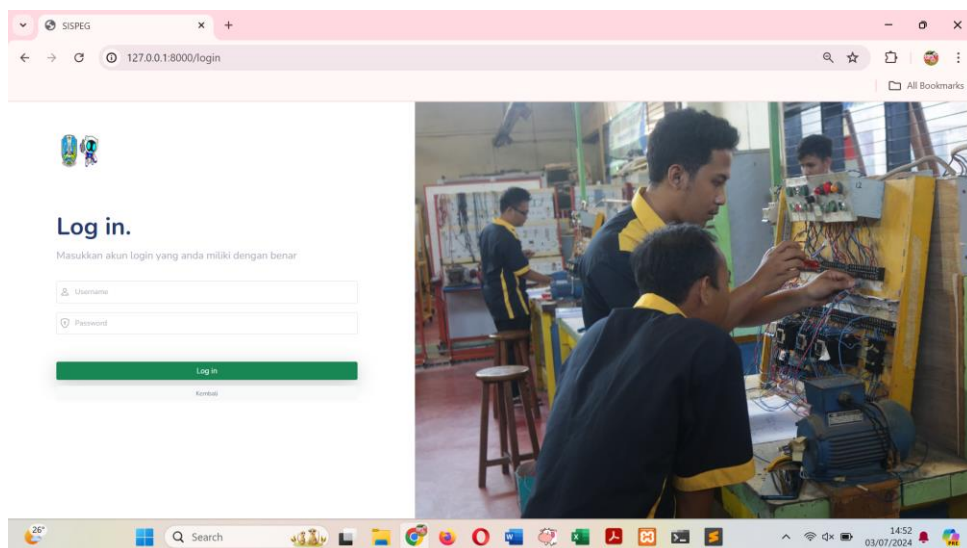 SISPEG
127.0.0.1:8000/login
All Bookmarks
Log in.
Masukkan akun login yang anda miliki dengan benar
Username
Password
Log in
Kembali
26°
Search
14:52
03/07/2024
PRE